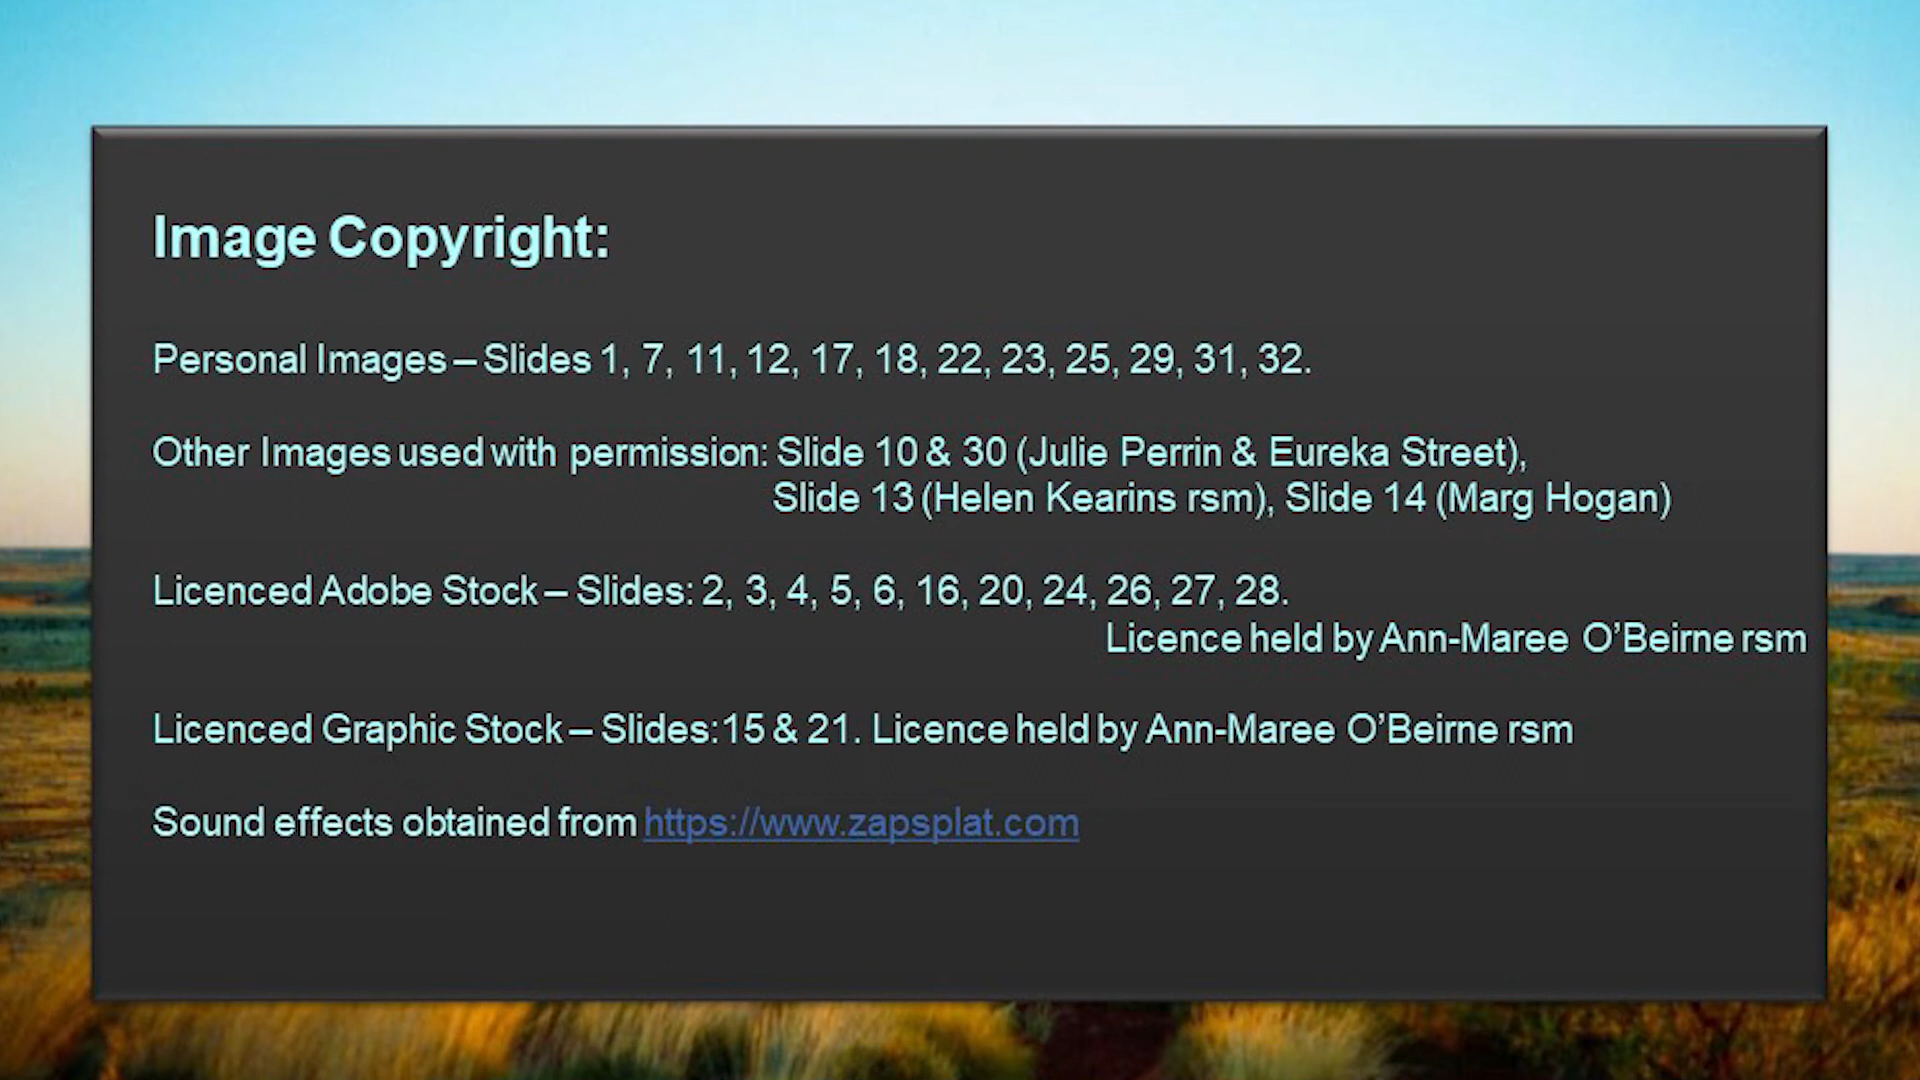 Image Copyright:
Personal Images – Slides 1, 7, 11, 12, 17, 18, 22, 23, 25, 29, 31, 32.
Other Images used with permission: Slide 10 & 30 (Julie Perrin & Eureka Street),
Slide 13 (Helen Kearins rsm), Slide 14 (Marg Hogan)
Licenced Adobe Stock – Slides: 2, 3, 4, 5, 6, 16, 20, 24, 26, 27, 28.
Licence held by Ann-Maree O’Beirne rsm
Licenced Graphic Stock – Slides:15 & 21. Licence held by Ann-Maree O’Beirne rsm
Sound effects obtained from https://www.zapsplat.com